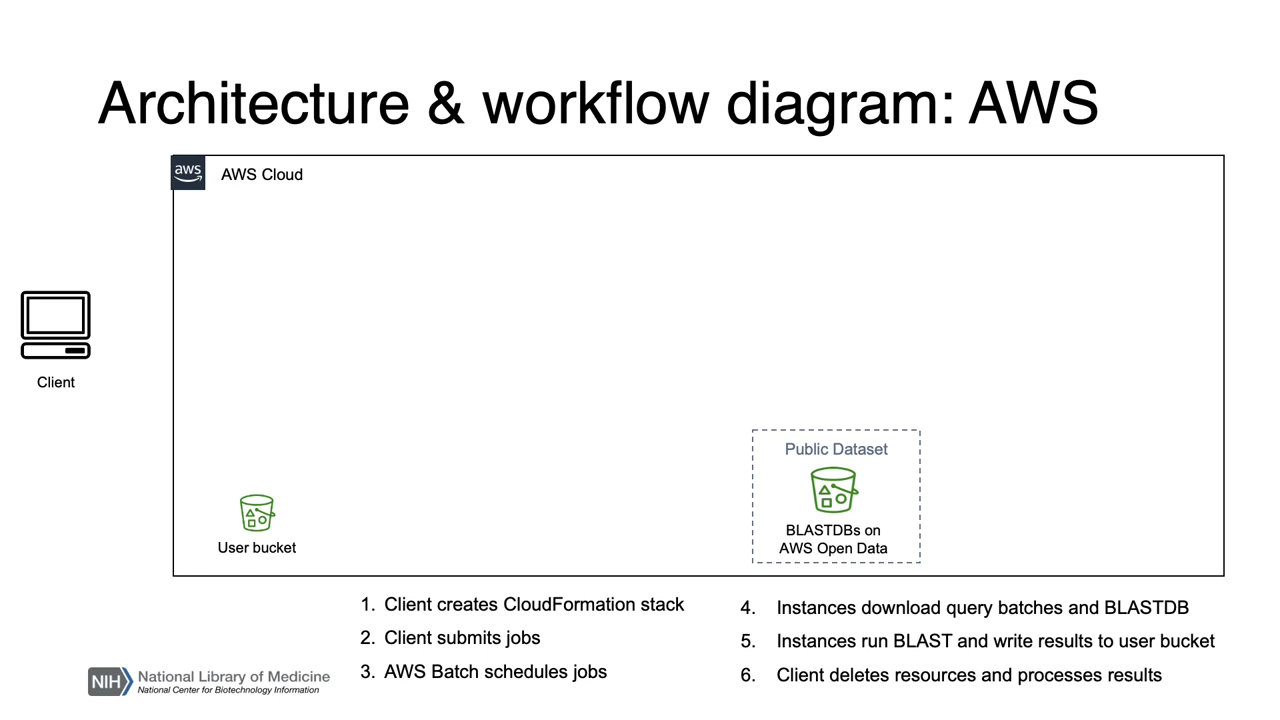 Architecture & workflow diagram: AWS
aws
AWS Cloud
Client
Public Dataset
BLASTDBs on
AWS Open Data
User bucket
1. Client creates CloudFormation stack
2. Client submits jobs
3. AWS Batch schedules jobs
4. Instances download query batches and BLASTDB
5. Instances run BLAST and write results to user bucket
6. Client deletes resources and processes results
NIH National Library of Medicine
National Center for Biotechnology Information